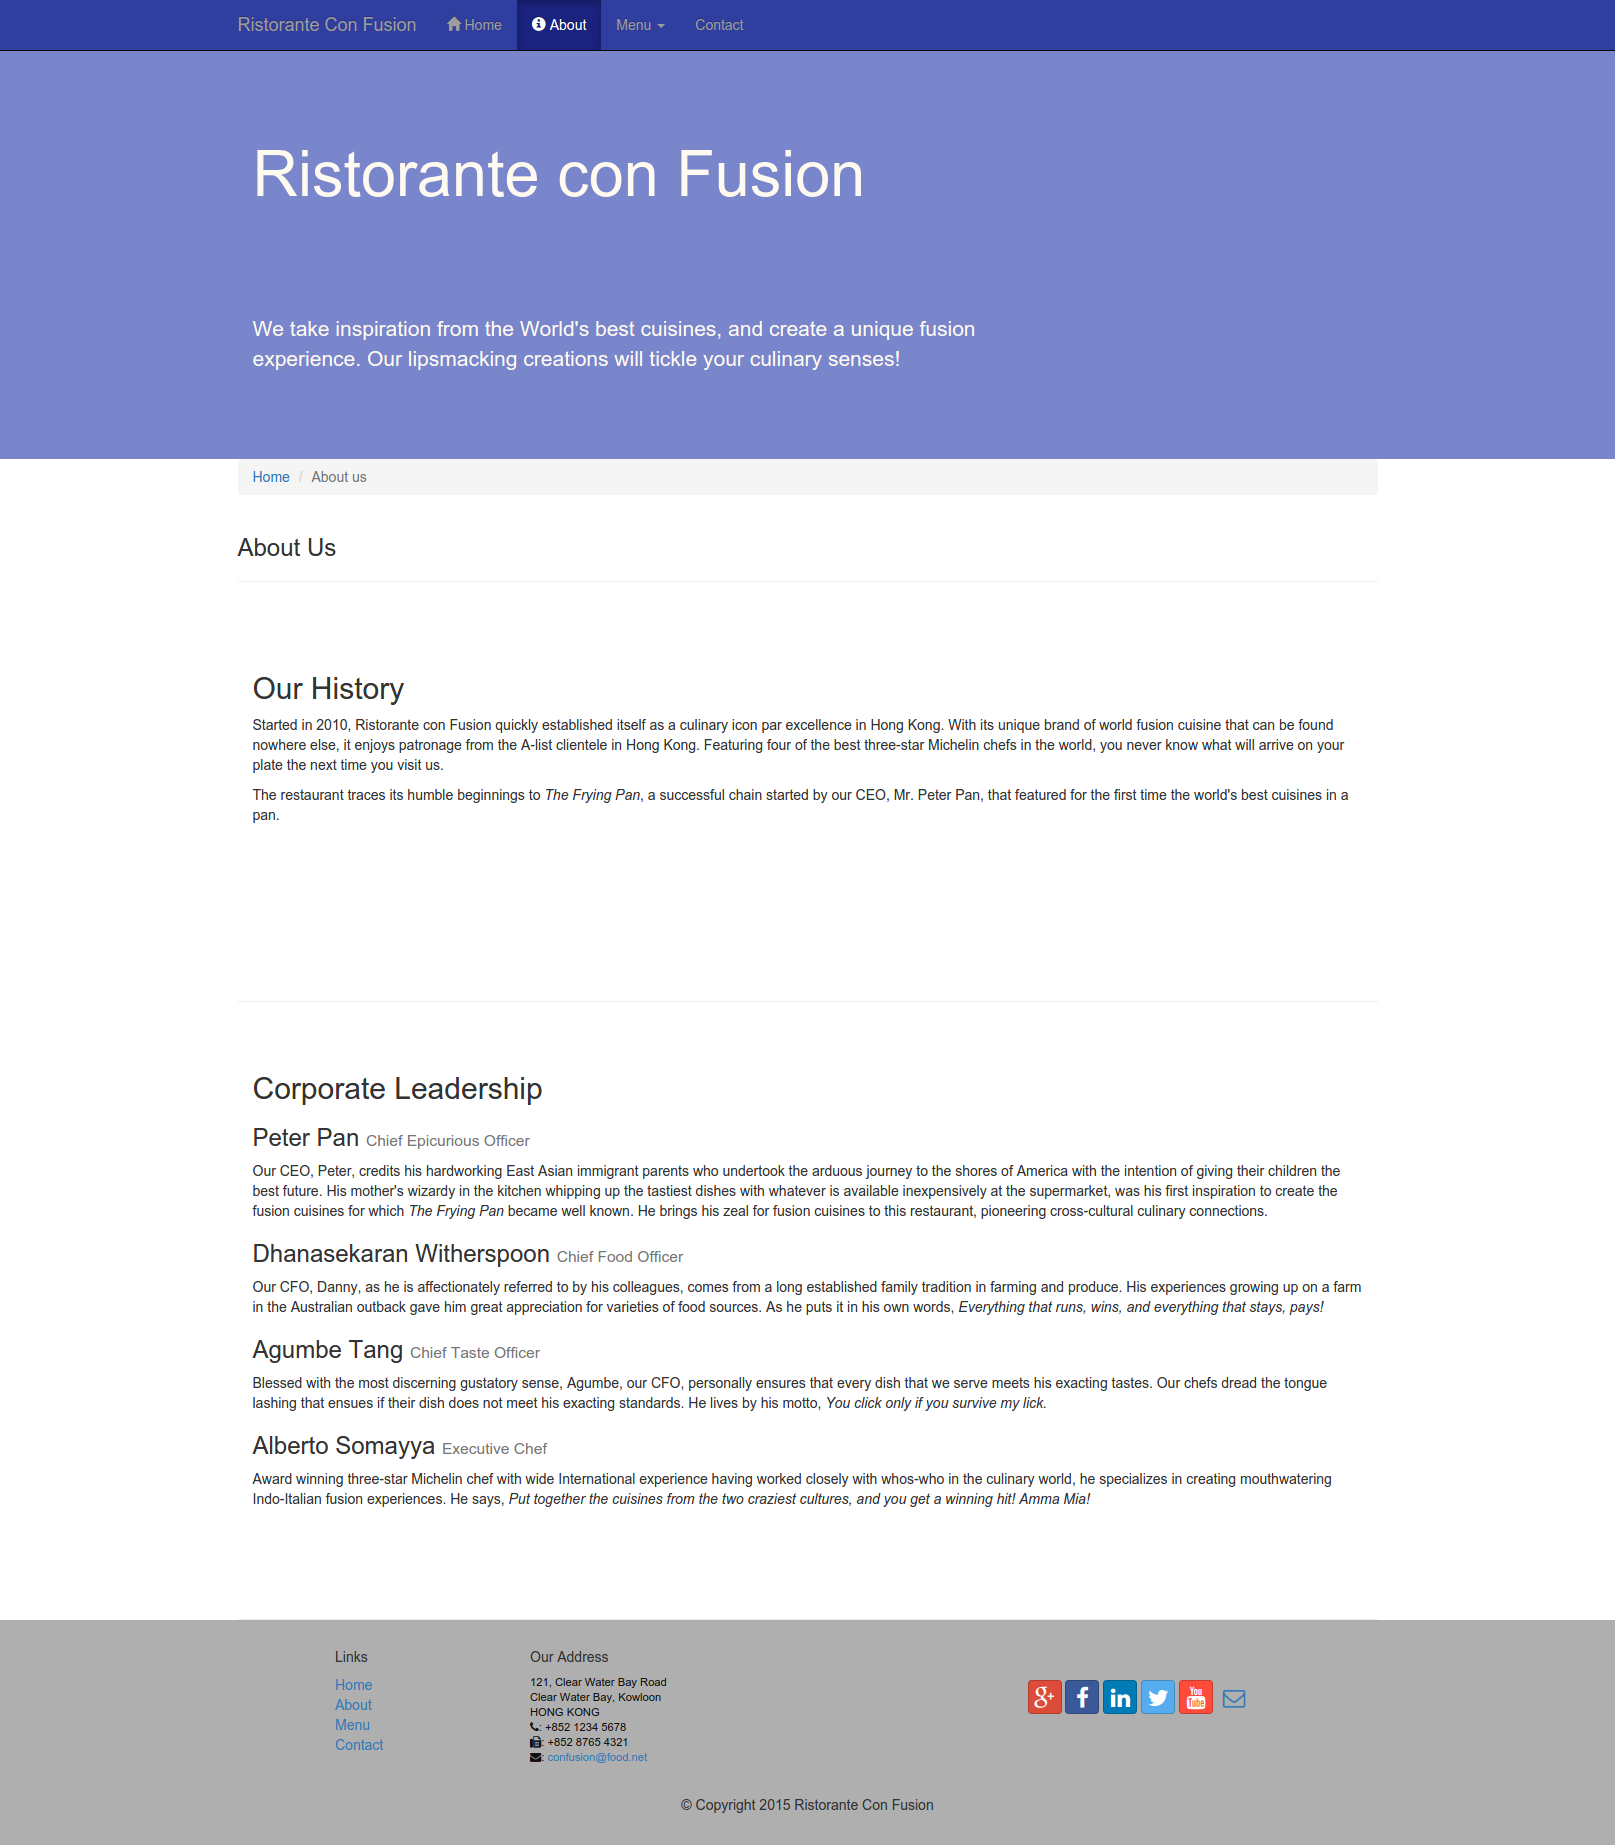 Ristorante Con Fusion Home About Menu Contact
Ristorante con Fusion
We take inspiration from the World's best cuisines, and create a unique fusion
experience. Our lipsmacking creations will tickle your culinary senses!
Home / About us
About Us
Our History
Started in 2010, Ristorante con Fusion quickly established itself as a culinary icon par excellence in Hong Kong. With its unique brand of world fusion cuisine that can be found
nowhere else, it enjoys patronage from the A-list clientele in Hong Kong. Featuring four of the best three-star Michelin chefs in the world, you never know what will arrive on your
plate the next time you visit us.
The restaurant traces its humble beginnings to The Frying Pan, a successful chain started by our CEO, Mr. Peter Pan, that featured for the first time the world's best cuisines in a
pan.
Corporate Leadership
Peter Pan Chief Epicurious Officer
Our CEO, Peter, credits his hardworking East Asian immigrant parents who undertook the arduous journey to the shores of America with the intention of giving their children the
best future. His mother's wizardy in the kitchen whipping up the tastiest dishes with whatever is available inexpensively at the supermarket, was his first inspiration to create the
fusion cuisines for which The Frying Pan became well known. He brings his zeal for fusion cuisines to this restaurant, pioneering cross-cultural culinary connections.
Dhanasekaran Witherspoon Chief Food Officer
Our CFO, Danny, as he is affectionately referred to by his colleagues, comes from a long established family tradition in farming and produce. His experiences growing up on a farm
in the Australian outback gave him great appreciation for varieties of food sources. As he puts it in his own words, Everything that runs, wins, and everything that stays, pays!
Agumbe Tang Chief Taste Officer
Blessed with the most discerning gustatory sense, Agumbe, our CFO, personally ensures that every dish that we serve meets his exacting tastes. Our chefs dread the tongue
lashing that ensues if their dish does not meet his exacting standards. He lives by his motto, You click only if you survive my lick.
Alberto Somayya Executive Chef
Award winning three-star Michelin chef with wide International experience having worked closely with whos-who in the culinary world, he specializes in creating mouthwatering
Indo-Italian fusion experiences. He says, Put together the cuisines from the two craziest cultures, and you get a winning hit! Amma Mia!
Links
Home
About
Menu
Contact
Our Address
121, Clear Water Bay Road
Clear Water Bay, Kowloon
HONG KONG
: +852 1234 5678
: +852 8765 4321
: confusion@food.net
g+ f in You Tube
© Copyright 2015 Ristorante Con Fusion